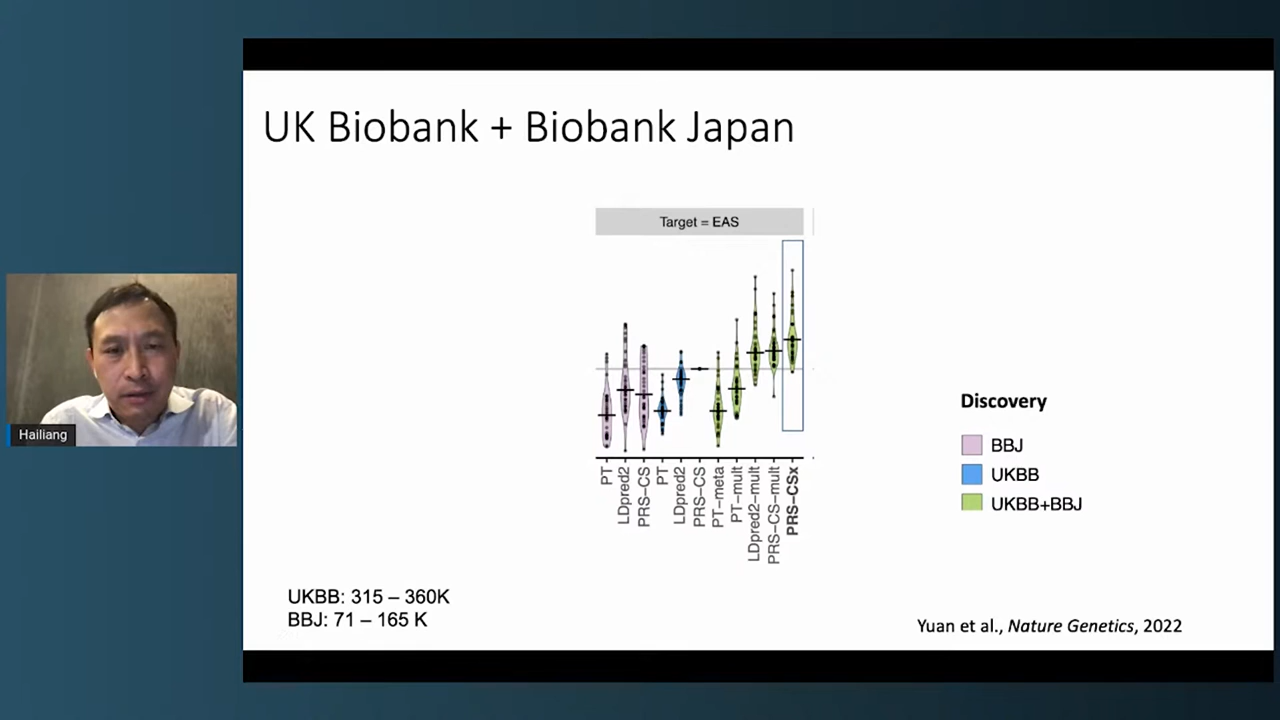 UK Biobank + Biobank Japan
Target = EAS
PT
LDpred2
PRS-CS
PT
LDpred2
PRS-CS
PT-meta
PT-mult
LDpred2-mult
PRS-CS-mult
PRS-CSx
Discovery
BBJ
UKBB
UKBB+BBJ
Hailiang
UKBB: 315 – 360K
BBJ: 71 – 165 K
Yuan et al., Nature Genetics, 2022